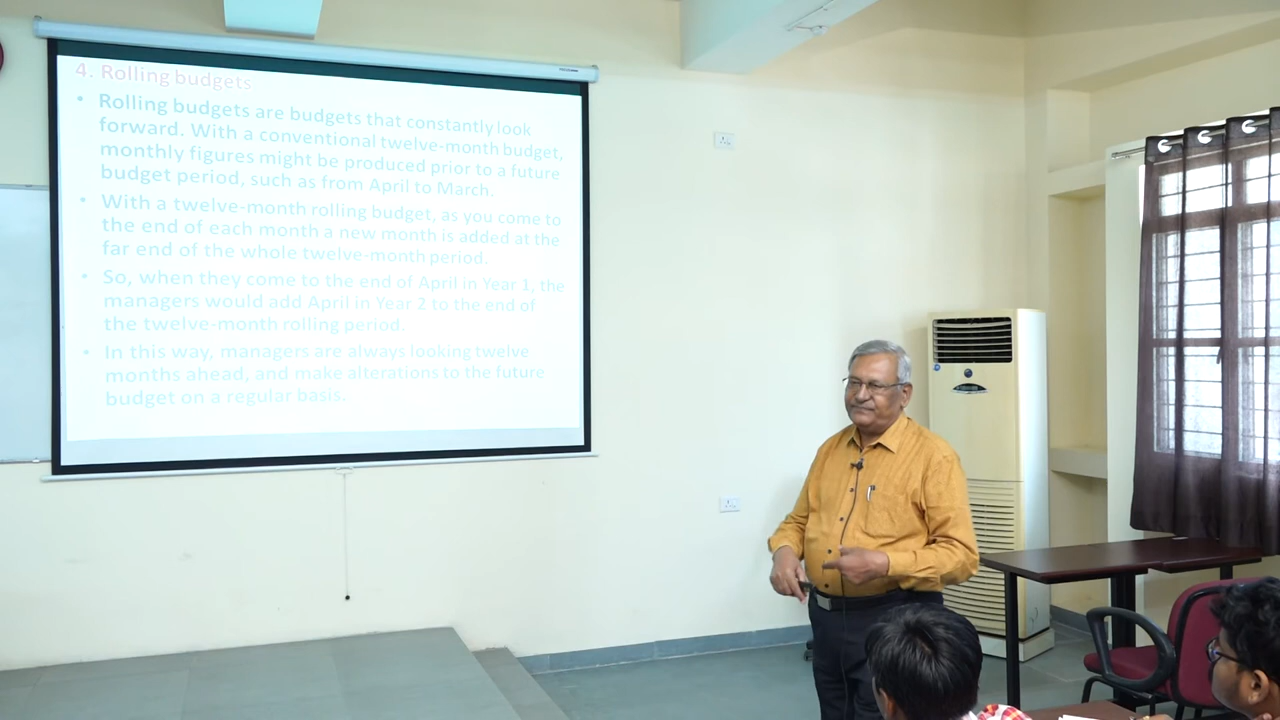 4. Rolling budgets
• Rolling budgets are budgets that constantly look
forward. With a conventional twelve-month budget,
monthly figures might be produced prior to a future
budget period, such as from April to March.
• With a twelve-month rolling budget, as you come to
the end of each month a new month is added at the
far end of the whole twelve-month period.
• So, when they come to the end of April in Year 1, the
managers would add April in Year 2 to the end of
the twelve-month rolling period.
• In this way, managers are always looking twelve
months ahead, and make alterations to the future
budget on a regular basis.